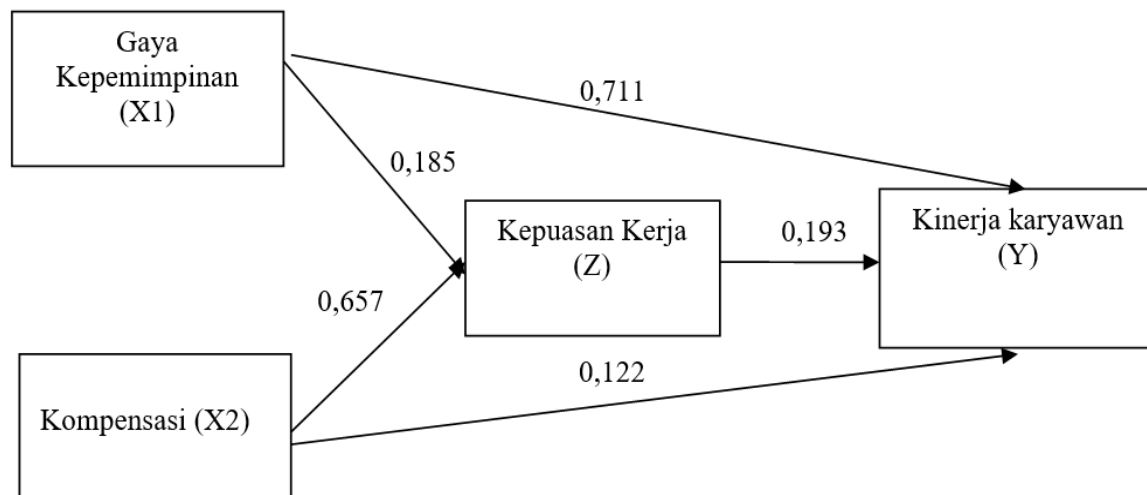 Gaya
Kepemimpinan
(X1)
0,711
0,185
Kepuasan Kerja
(Z)
0,193
Kinerja karyawan
(Y)
0,657
0,122
Kompensasi (X2)